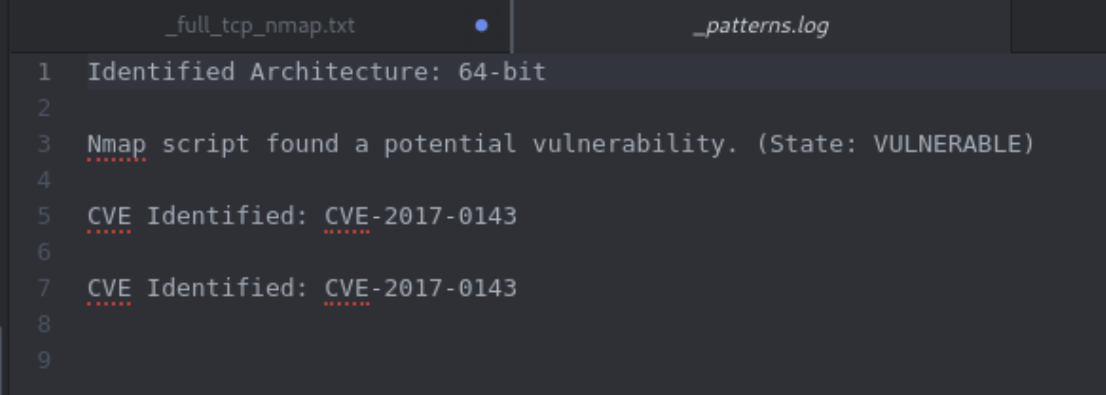 _full_tcp_nmap.txt
_patterns.log
1 Identified Architecture: 64-bit
2
3 Nmap script found a potential vulnerability. (State: VULNERABLE)
4
5 CVE Identified: CVE-2017-0143
6
7 CVE Identified: CVE-2017-0143
8
9